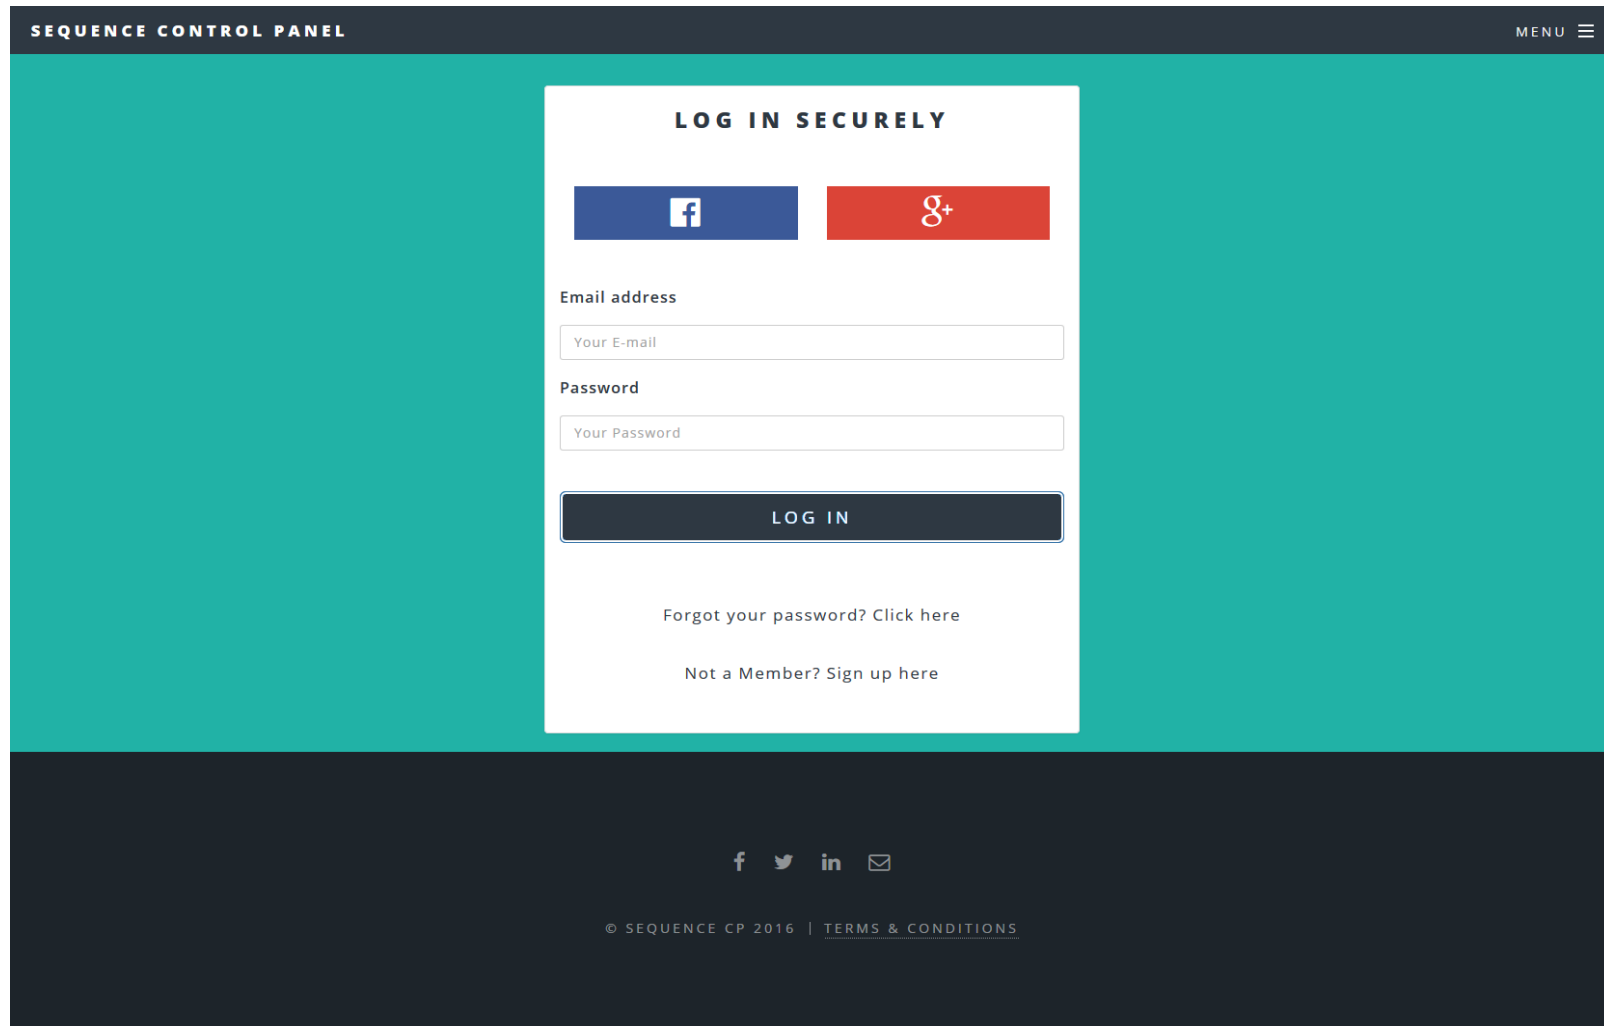 SEQUENCE CONTROL PANEL
MENU
LOG IN SECURELY
g+
Email address
Your E-mail
Password
Your Password
LOG IN
Forgot your password? Click here
Not a Member? Sign up here
© SEQUENCE CP 2016 | TERMS & CONDITIONS